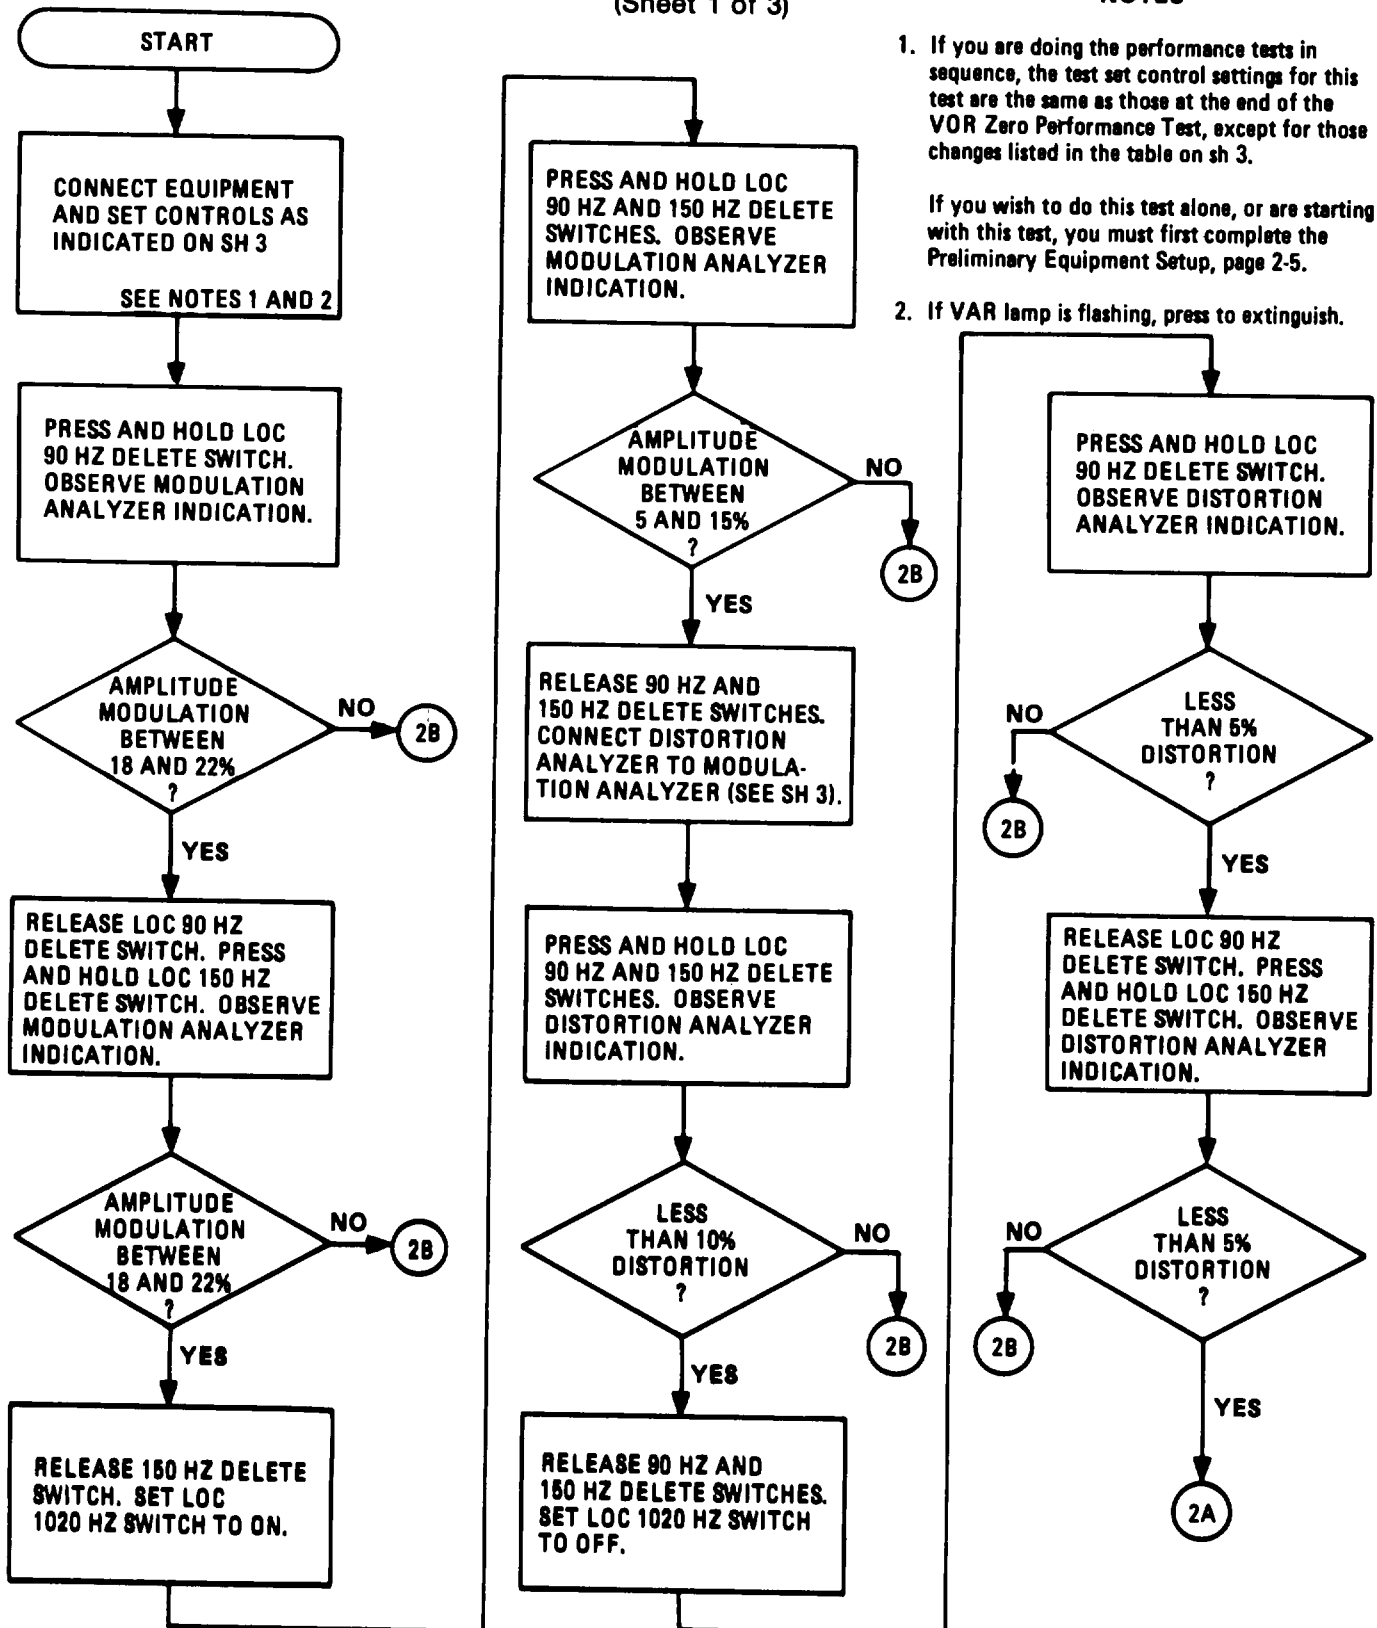 (Sheet 1 of 3)
NOTES
START
CONNECT EQUIPMENT
AND SET CONTROLS AS
INDICATED ON SH 3
SEE NOTES 1 AND 2
PRESS AND HOLD LOC
90 HZ DELETE SWITCH.
OBSERVE MODULATION
ANALYZER INDICATION.
AMPLITUDE
MODULATION
BETWEEN
18 AND 22%
?
NO
2B
YES
RELEASE LOC 90 HZ
DELETE SWITCH. PRESS
AND HOLD LOC 150 HZ
DELETE SWITCH. OBSERVE
MODULATION ANALYZER
INDICATION.
AMPLITUDE
MODULATION
BETWEEN
18 AND 22%
?
NO
2B
YES
RELEASE 150 HZ DELETE
SWITCH. SET LOC
1020 HZ SWITCH TO ON.
PRESS AND HOLD LOC
90 HZ AND 150 HZ DELETE
SWITCHES. OBSERVE
MODULATION ANALYZER
INDICATION.
AMPLITUDE
MODULATION
BETWEEN
5 AND 15%
?
NO
2B
YES
RELEASE 90 HZ AND
150 HZ DELETE SWITCHES.
CONNECT DISTORTION
ANALYZER TO MODULA-
TION ANALYZER (SEE SH 3).
PRESS AND HOLD LOC
90 HZ AND 150 HZ DELETE
SWITCHES. OBSERVE
DISTORTION ANALYZER
INDICATION.
LESS
THAN 10%
DISTORTION
?
NO
2B
YES
RELEASE 90 HZ AND
150 HZ DELETE SWITCHES.
SET LOC 1020 HZ SWITCH
TO OFF.
1. If you are doing the performance tests in
sequence, the test set control settings for this
test are the same as those at the end of the
VOR Zero Performance Test, except for those
changes listed in the table on sh 3.
If you wish to do this test alone, or are starting
with this test, you must first complete the
Preliminary Equipment Setup, page 2-5.
2. If VAR lamp is flashing, press to extinguish.
PRESS AND HOLD LOC
90 HZ DELETE SWITCH.
OBSERVE DISTORTION
ANALYZER INDICATION.
LESS
THAN 5%
DISTORTION
?
NO
2B
YES
RELEASE LOC 90 HZ
DELETE SWITCH. PRESS
AND HOLD LOC 150 HZ
DELETE SWITCH. OBSERVE
DISTORTION ANALYZER
INDICATION.
LESS
THAN 5%
DISTORTION
?
NO
2B
YES
2A